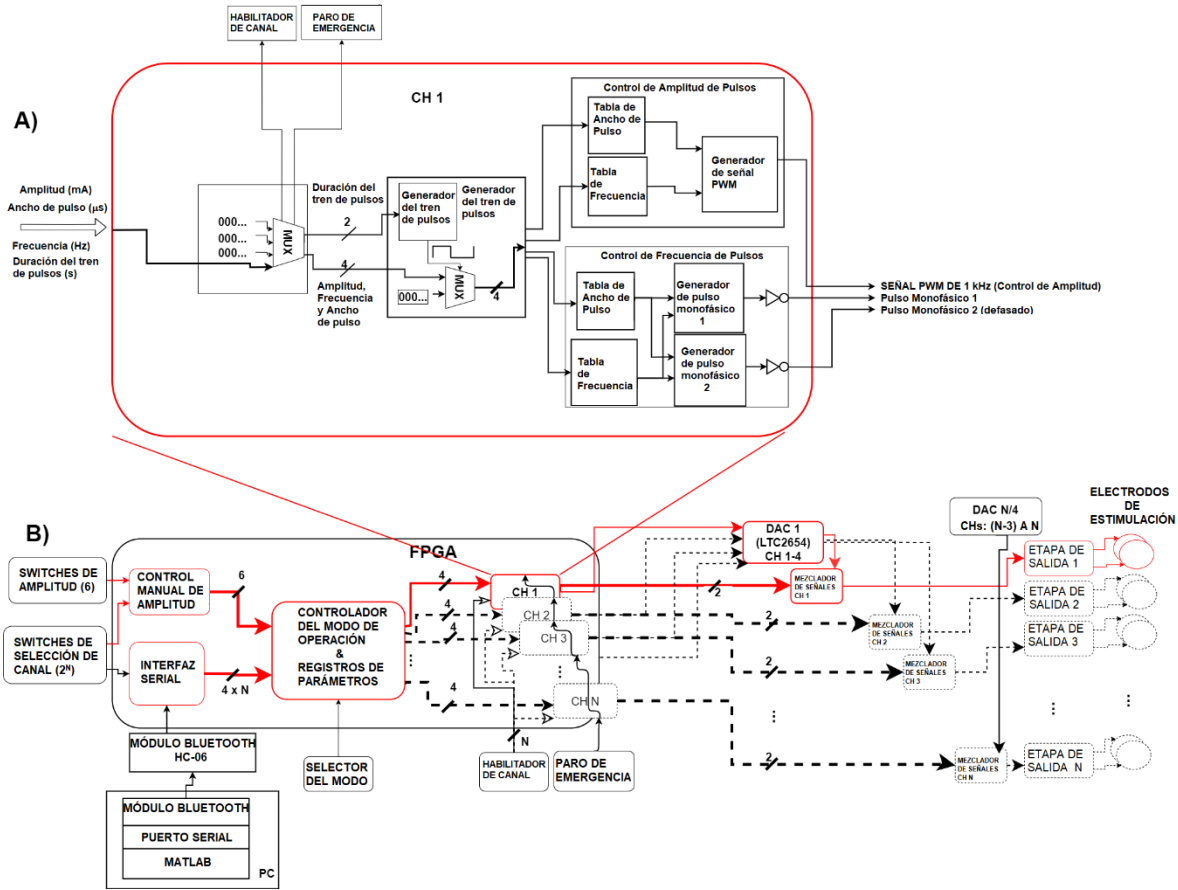 HABILITADOR
DE CANAL
PARO DE
EMERGENCIA
A)
CH 1
Amplitud (mA)
Ancho de pulso (μs)
Frecuencia (Hz)
Duración del tren
de pulsos (s)
000...
000...
000...
MUX
Duración del
tren de pulsos
2
4
Amplitud,
Frecuencia
y Ancho
de pulso
Generador
del tren de
pulsos
Generador
del tren
de pulsos
000...
MUX
4
Control de Amplitud de Pulsos
Tabla de
Ancho de
Pulso
Tabla
de
Frecuencia
Generador
de señal
PWM
Control de Frecuencia de Pulsos
Tabla de
Ancho de
Pulso
Tabla
de
Frecuencia
Generador
de pulso
monofásico
1
Generador
de pulso
monofásico
2
SEÑAL PWM DE 1 kHz (Control de Amplitud)
Pulso Monofásico 1
Pulso Monofásico 2 (defasado)
B)
FPGA
SWITCHES DE
AMPLITUD (6)
SWITCHES DE
SELECCIÓN DE
CANAL (2ᴺ)
CONTROL
MANUAL DE
AMPLITUD
6
INTERFAZ
SERIAL
4 x N
CONTROLADOR
DEL MODO DE
OPERACIÓN
&
REGISTROS DE
PARÁMETROS
4
4
4
4
CH 1
CH 2
CH 3
CH N
N
MÓDULO BLUETOOTH
HC-06
MÓDULO BLUETOOTH
PUERTO SERIAL
MATLAB
PC
SELECTOR
DEL MODO
HABILITADOR
DE CANAL
PARO DE
EMERGENCIA
2
2
2
2
DAC 1
(LTC2654)
CH 1-4
MEZCLADOR
DE SEÑALES
CH 1
MEZCLADOR
DE SEÑALES
CH 2
MEZCLADOR
DE SEÑALES
CH 3
MEZCLADOR
DE SEÑALES
CH N
DAC N/4
CHs: (N-3) A N
ELECTRODOS
DE
ESTIMULACIÓN
ETAPA DE
SALIDA 1
ETAPA DE
SALIDA 2
ETAPA DE
SALIDA 3
ETAPA DE
SALIDA N